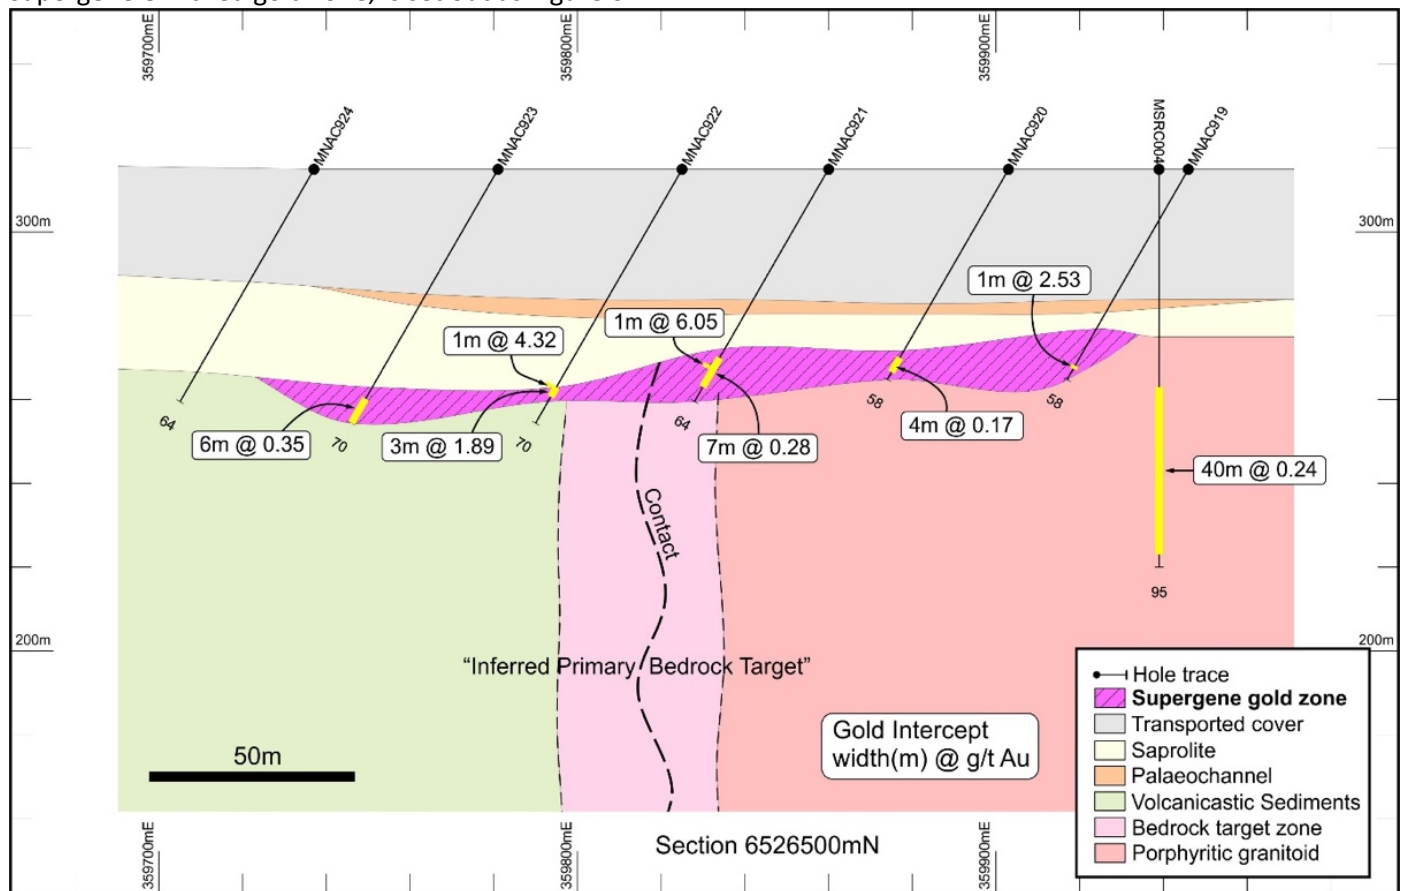 supergene enriched gold zone,
359700mE
359800mE
359900mE
MNAC924
MNAC923
MNAC922
MNAC921
MNAC920
MSRC004
MNAC919
300m
300m
1m @ 2.53
1m @ 6.05
1m @ 4.32
64
6m @ 0.35
70
3m @ 1.89
70
64
7m @ 0.28
58
4m @ 0.17
58
40m @ 0.24
Contact
95
200m
200m
“Inferred Primary Bedrock Target”
Gold Intercept
width(m) @ g/t Au
50m
Hole trace
Supergene gold zone
Transported cover
Saprolite
Palaeochannel
Volcanicastic Sediments
Bedrock target zone
Porphyritic granitoid
Section 6526500mN
359700mE
359800mE
359900mE